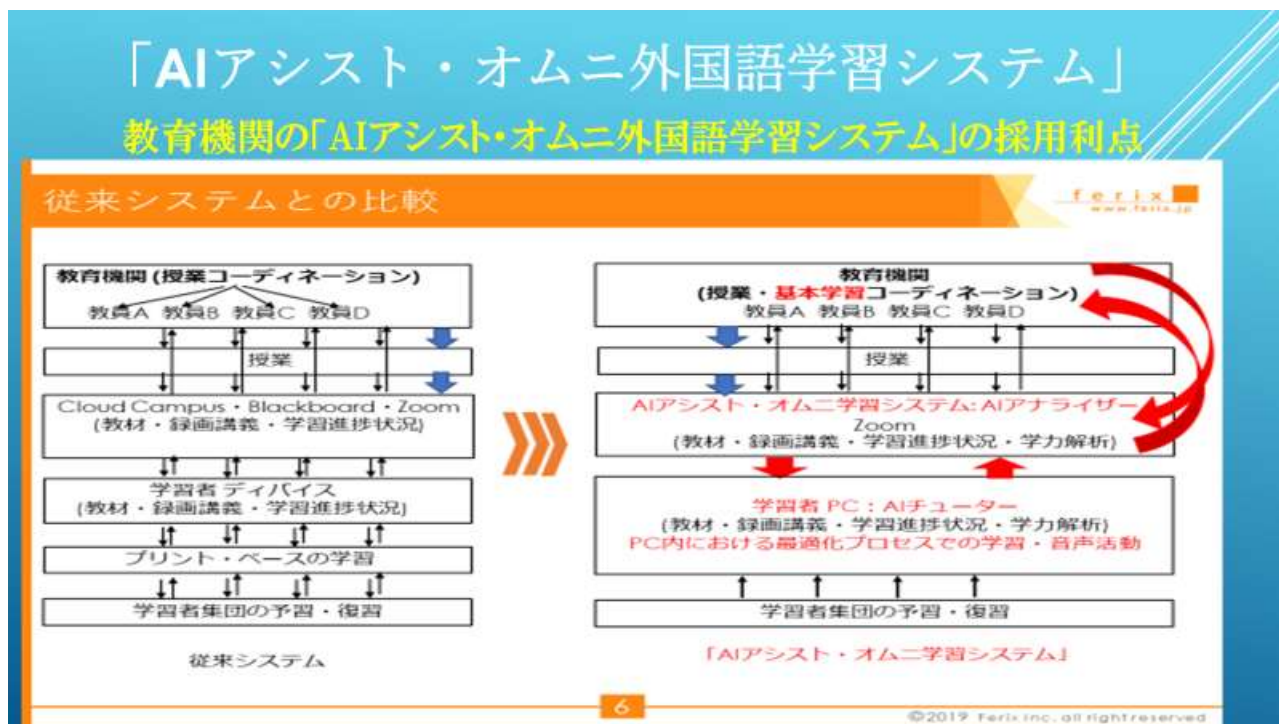 「AIアシスト・オムニ外国語学習システム」
教育機関の「AIアシスト・オムニ外国語学習システム」の採用利点
従来システムとの比較
ferix
www.ferix.jp
教育機関(授業コーディネーション)
教員A 教員B 教員C 教員D
授業
Cloud Campus・Blackboard・Zoom
(教材・録画講義・学習進捗状況)
学習者 ディバイス
(教材・録画講義・学習進捗状況)
プリント・ベースの学習
学習者集団の予習・復習
従来システム
教育機関
(授業・基本学習コーディネーション)
教員A 教員B 教員C 教員D
授業
AIアシスト・オムニ学習システム:AIアナライザー
Zoom
(教材・録画講義・学習進捗状況・学力解析)
学習者 PC：AIチューター
(教材・録画講義・学習進捗状況・学力解析)
PC内における最適化プロセスでの学習・音声活動
学習者集団の予習・復習
「AIアシスト・オムニ学習システム」
6
©2019 Ferix Inc. all right reserved